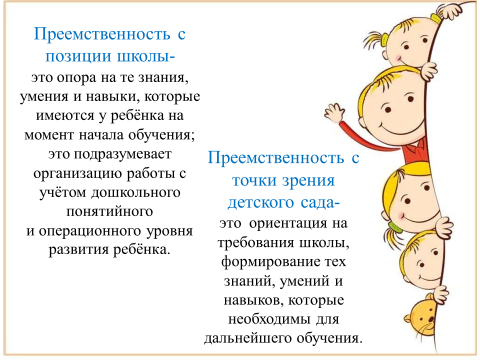 Преемственность с
позиции школы-
это опора на те знания,
умения и навыки, которые
имеются у ребёнка на
момент начала обучения;
это подразумевает
организацию работы с
учётом дошкольного
понятийного
и операционного уровня
развития ребёнка.
Преемственность с
точки зрения
детского сада-
это ориентация на
требования школы,
формирование тех
знаний, умений и
навыков, которые
необходимы для
дальнейшего обучения.